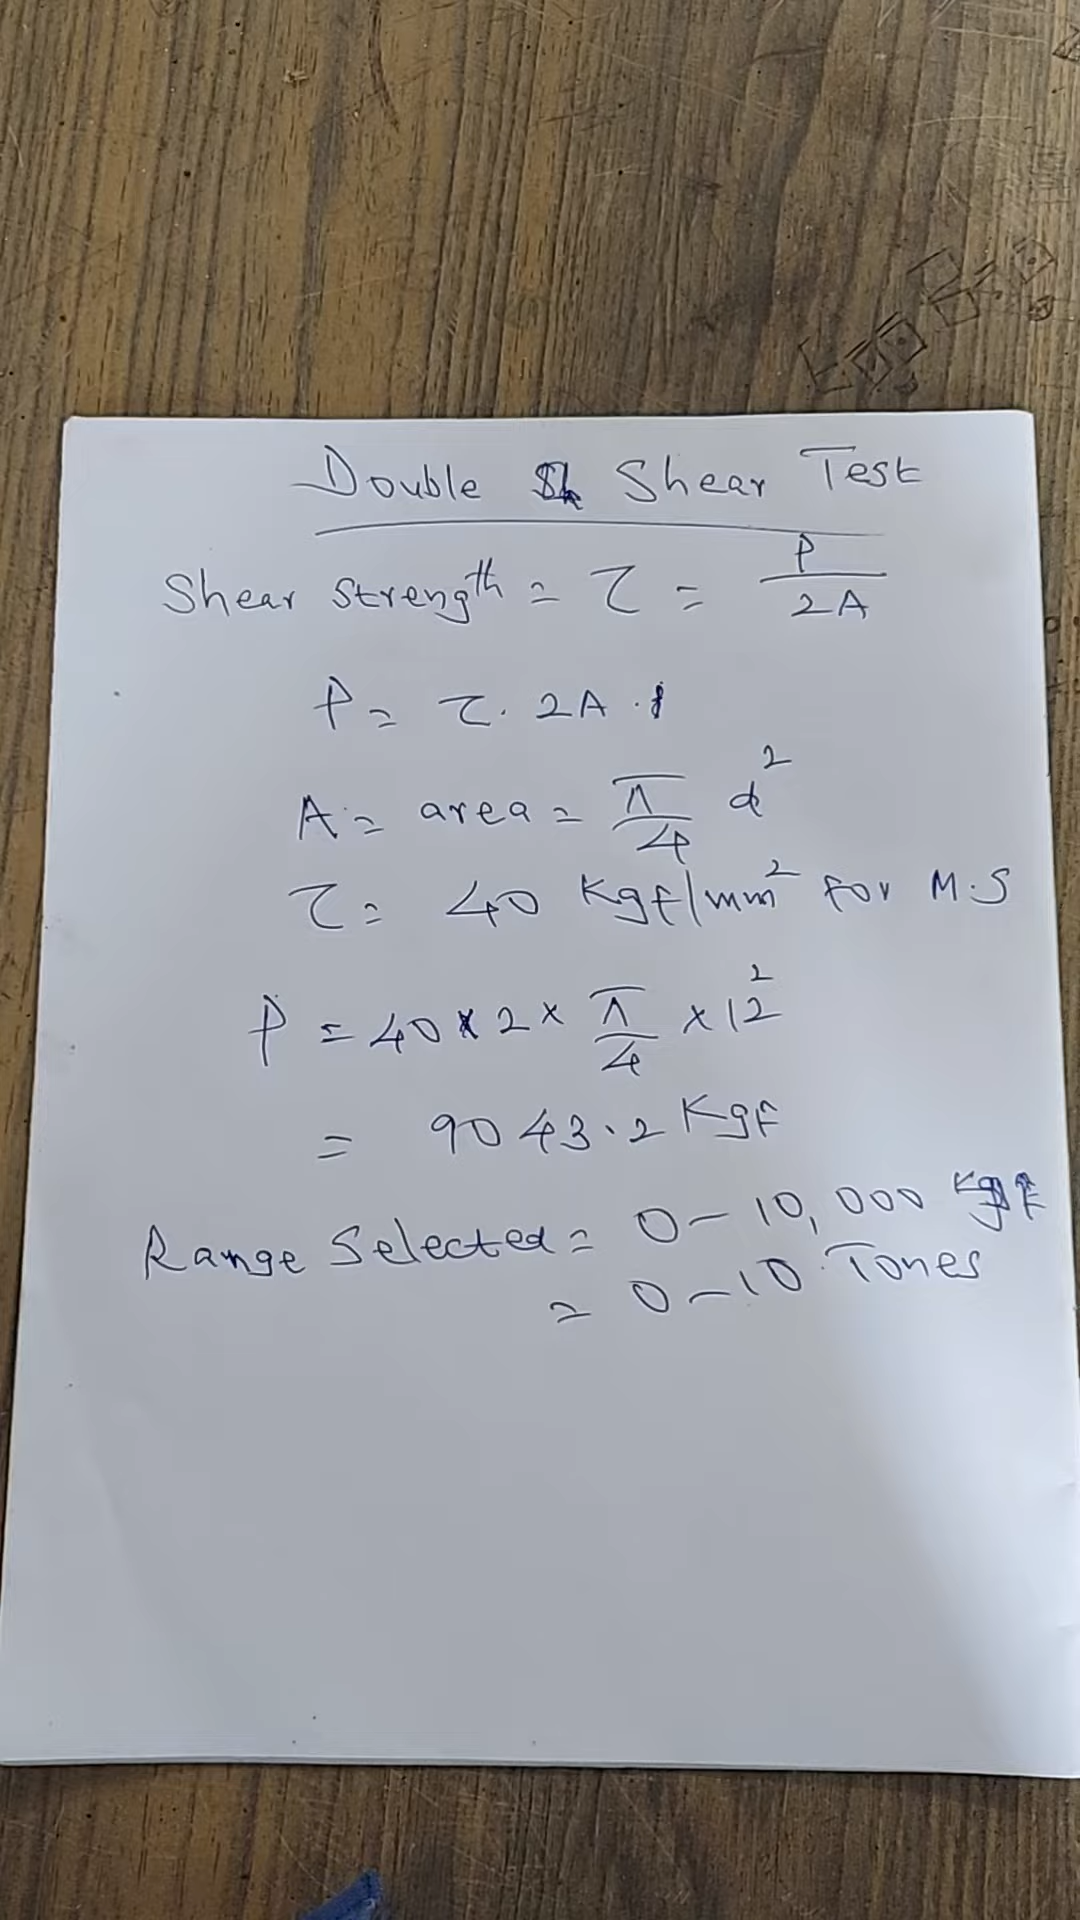 Double Shear Test
Shear Strength = τ = P/2A
P = τ. 2A.
A = area = π/4 d²
τ = 40 Kgf/mm² for M.S
P = 40 × 2 × π/4 × 12²
= 9043.2 Kgf
Range Selected = 0-10,000 Kgf
= 0-10 Tones